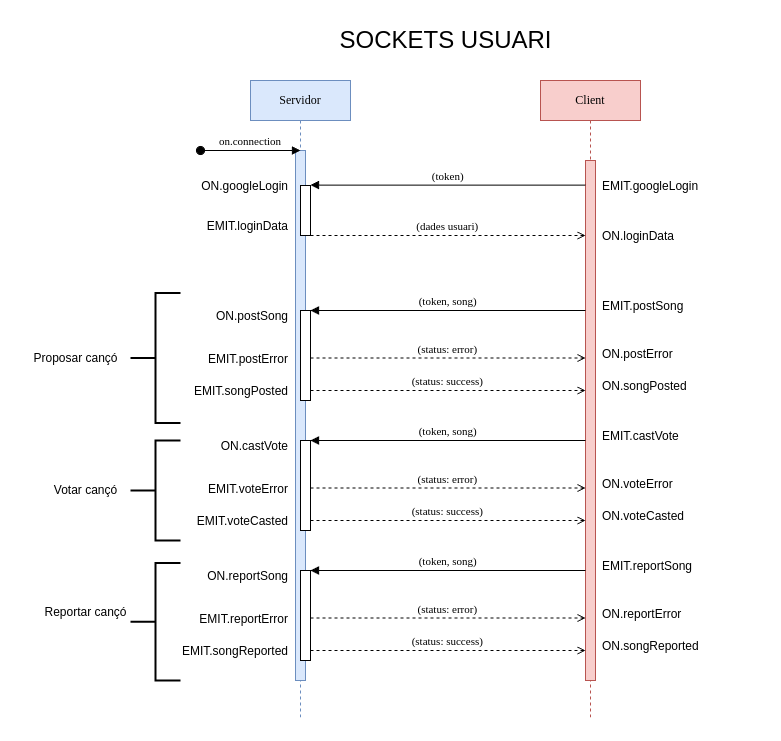 SOCKETS USUARI
Servidor
Client
on.connection
ON.googleLogin
(token)
EMIT.googleLogin
EMIT.loginData
(dades usuari)
ON.loginData
Proposar cançó
ON.postSong
(token, song)
EMIT.postSong
EMIT.postError
(status: error)
ON.postError
EMIT.songPosted
(status: success)
ON.songPosted
Votar cançó
ON.castVote
(token, song)
EMIT.castVote
EMIT.voteError
(status: error)
ON.voteError
EMIT.voteCasted
(status: success)
ON.voteCasted
Reportar cançó
ON.reportSong
(token, song)
EMIT.reportSong
EMIT.reportError
(status: error)
ON.reportError
EMIT.songReported
(status: success)
ON.songReported